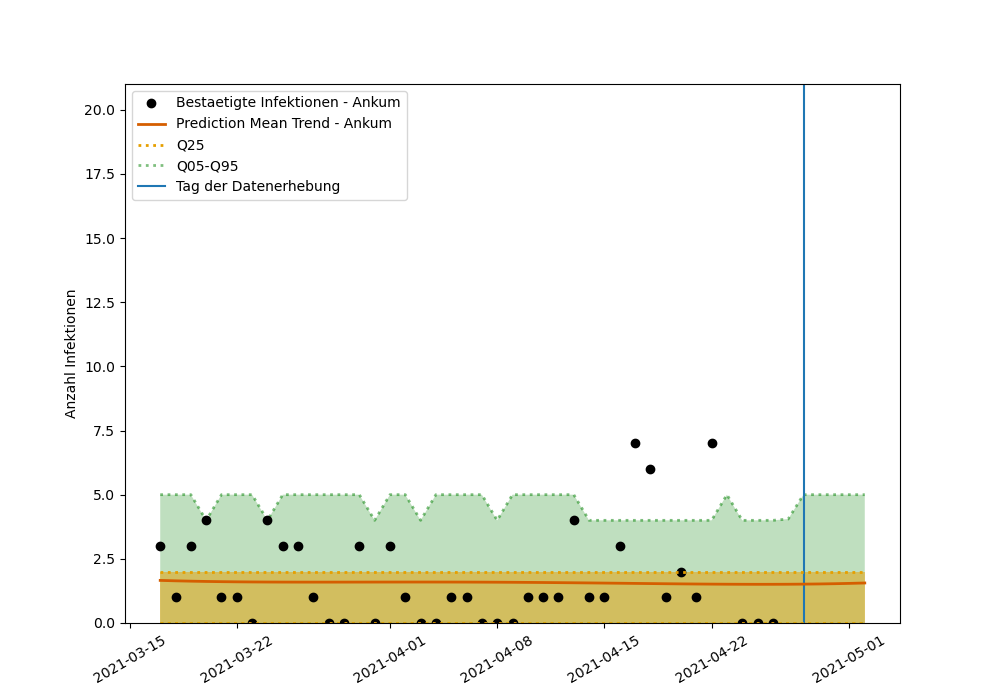 Bestaetigte Infektionen - Ankum
Prediction Mean Trend - Ankum
Q25
Q05-Q95
Tag der Datenerhebung
Anzahl Infektionen
20.0
17.5
15.0
12.5
10.0
7.5
5.0
2.5
0.0
2021-03-15
2021-03-22
2021-04-01
2021-04-08
2021-04-15
2021-04-22
2021-05-01